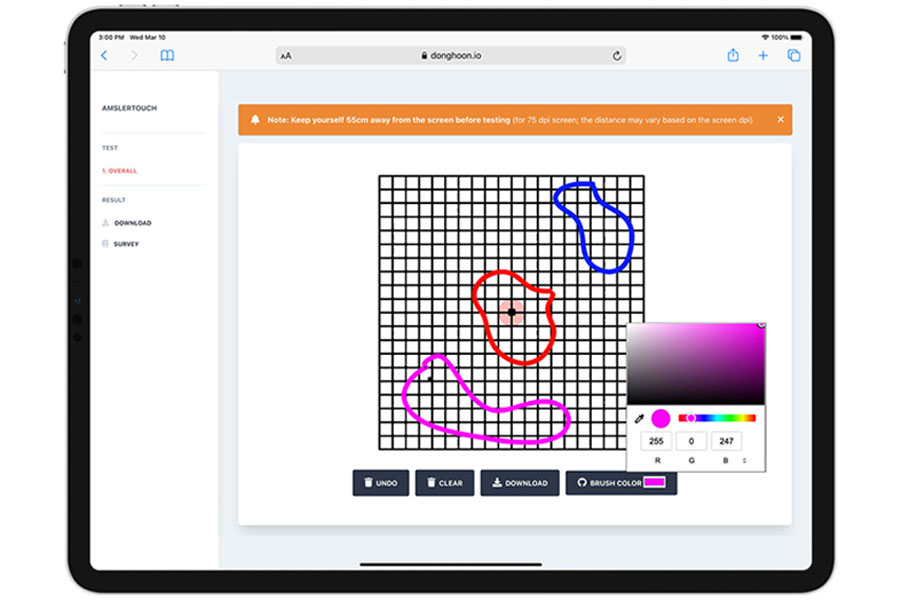 3:00 PM Wed Mar 10
100%
AA
donghoon.io
AMSLERTOUCH
Note: Keep yourself 55cm away from the screen before testing (for 75 dpi screen; the distance may vary based on the screen dpi)
TEST
1. OVERALL
RESULT
DOWNLOAD
SURVEY
255 0 247
R G B
UNDO
CLEAR
DOWNLOAD
BRUSH COLOR